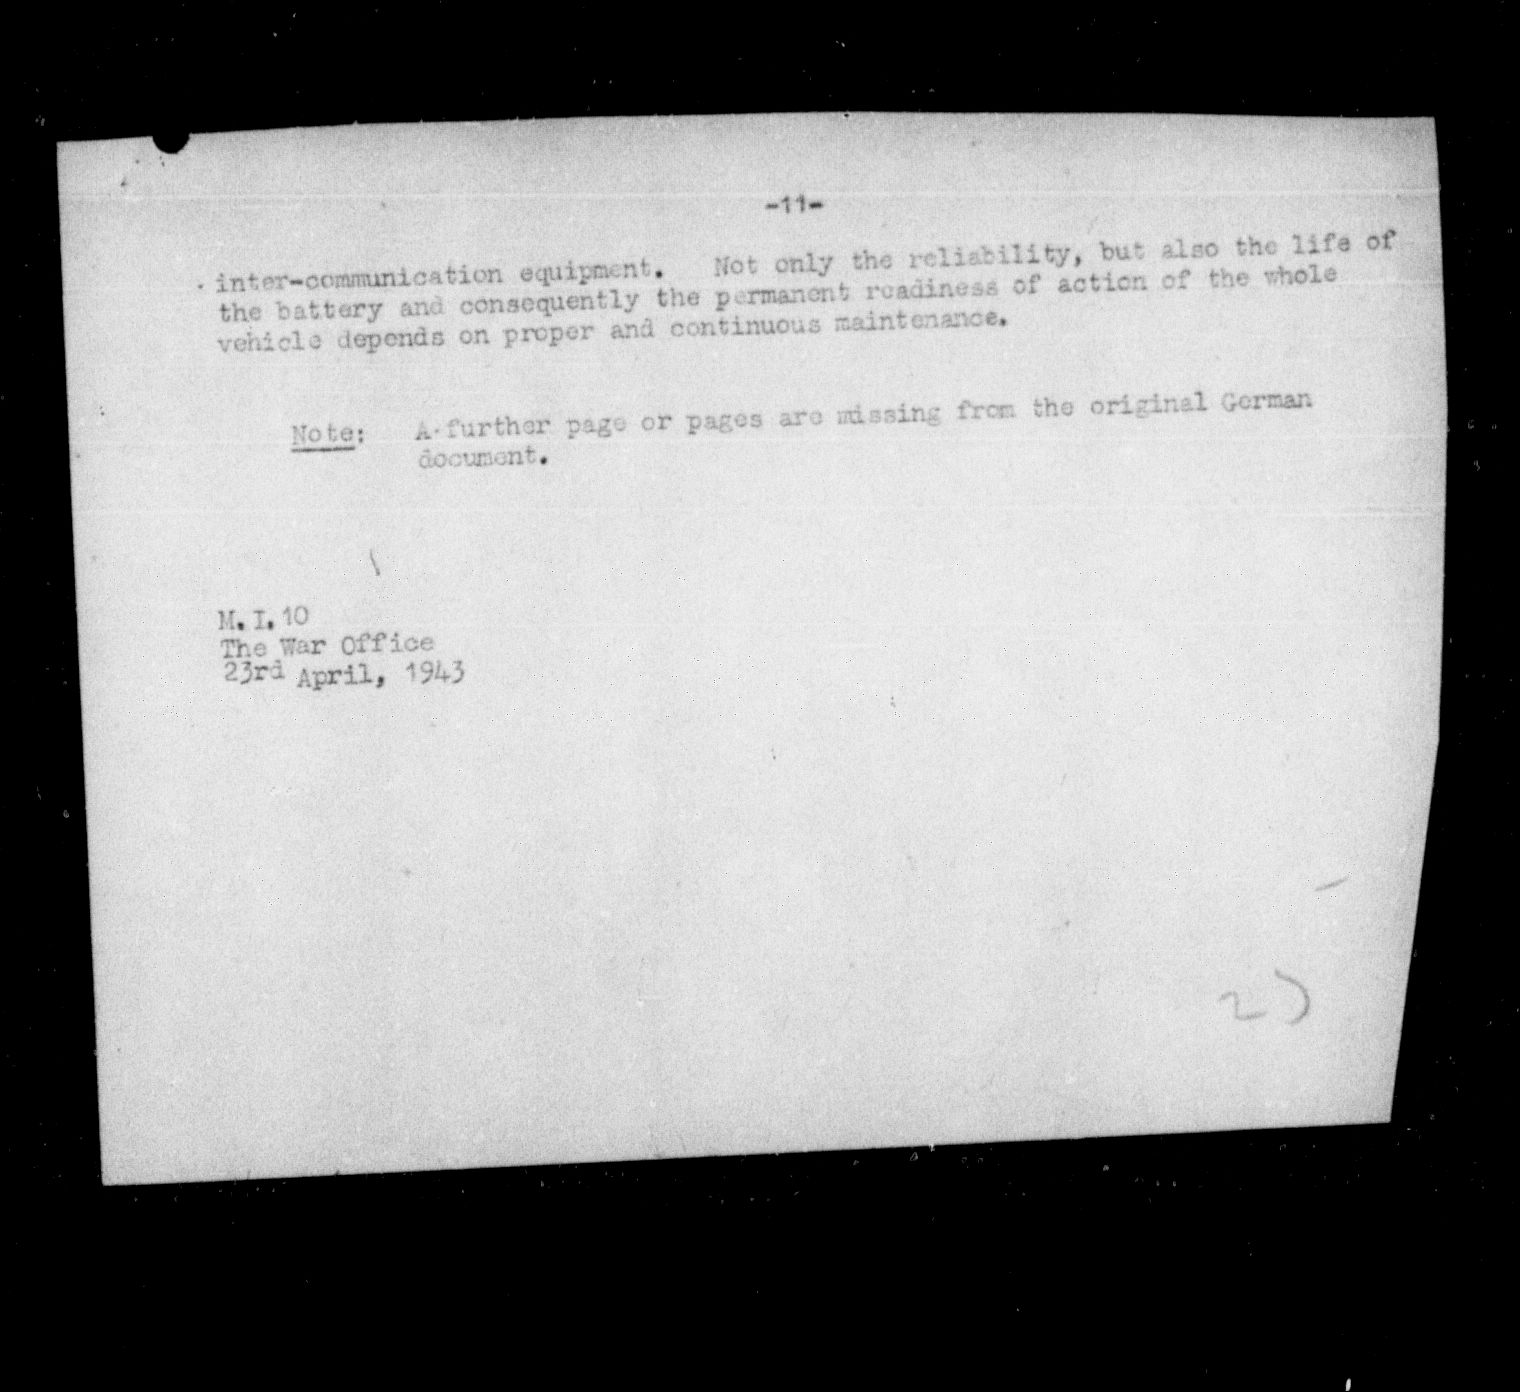 -11-
inter-communication equipment. Not only the reliability, but also the life of
the battery and consequently the permanent readiness of action of the whole
vehicle depends on proper and continuous maintenance.
Note: A further page or pages are missing from the original German
document.
M.I.10
The War Office
23rd April, 1943
2)